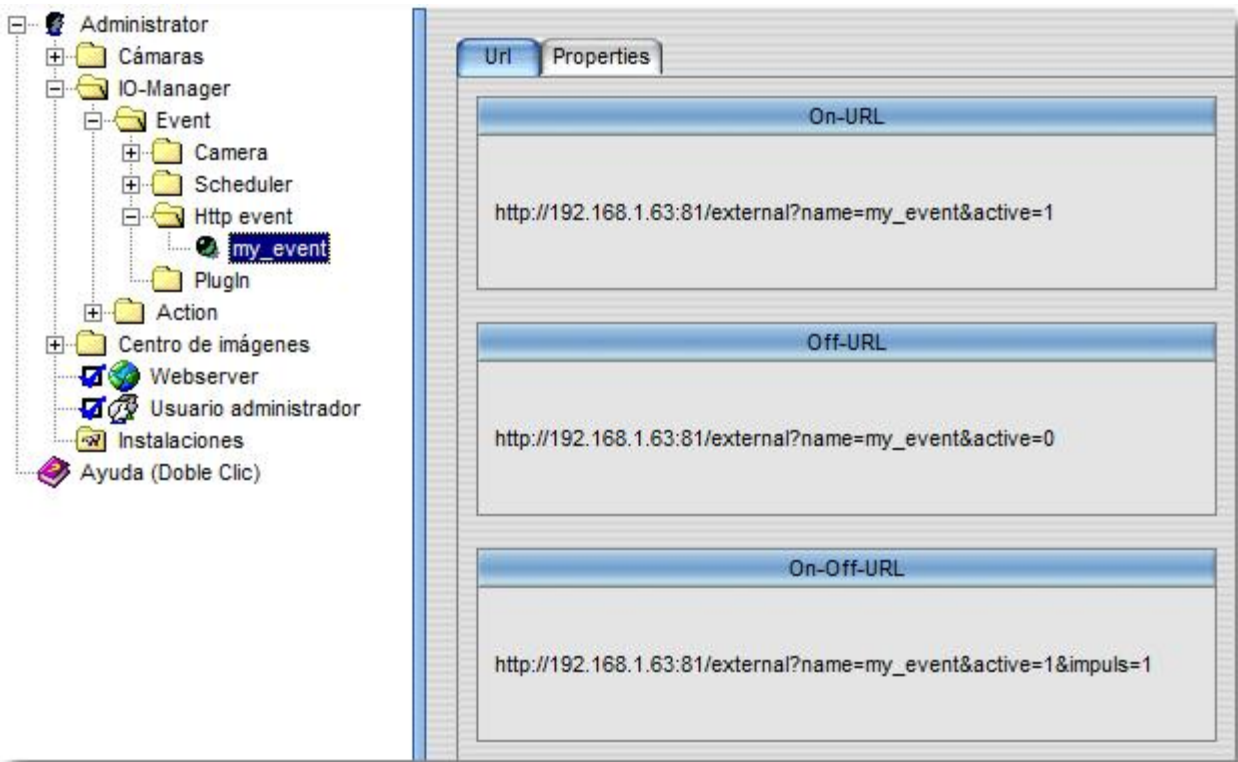 Administrator
Cámaras
IO-Manager
Event
Camera
Scheduler
Http event
my_event
PlugIn
Action
Centro de imágenes
Webserver
Usuario administrador
Instalaciones
Ayuda (Doble Clic)
Url
Properties
On-URL
http://192.168.1.63:81/external?name=my_event&active=1
Off-URL
http://192.168.1.63:81/external?name=my_event&active=0
On-Off-URL
http://192.168.1.63:81/external?name=my_event&active=1&impuls=1